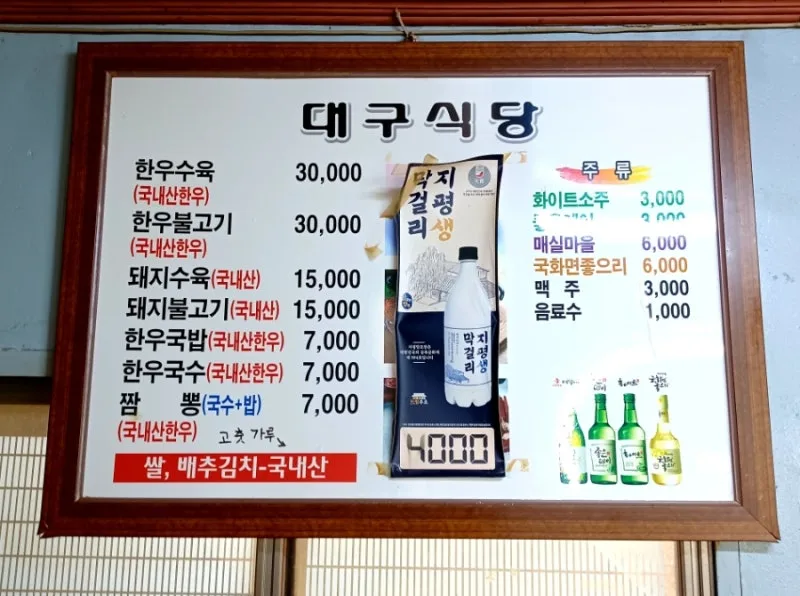 대구식당
한우수육 30,000
(국내산한우)
한우불고기 30,000
(국내산한우)
돼지수육(국내산) 15,000
돼지불고기(국내산) 15,000
한우국밥(국내산한우) 7,000
한우국수(국내산한우) 7,000
짬 뽕(국수+밥) 7,000
(국내산한우) 고춧가루
쌀, 배추김치-국내산
지평생
막걸리
지평생
막걸리
4000
주류
화이트소주 3,000
3,000
매실마을 6,000
국화면좋으리 6,000
맥 주 3,000
음료수 1,000